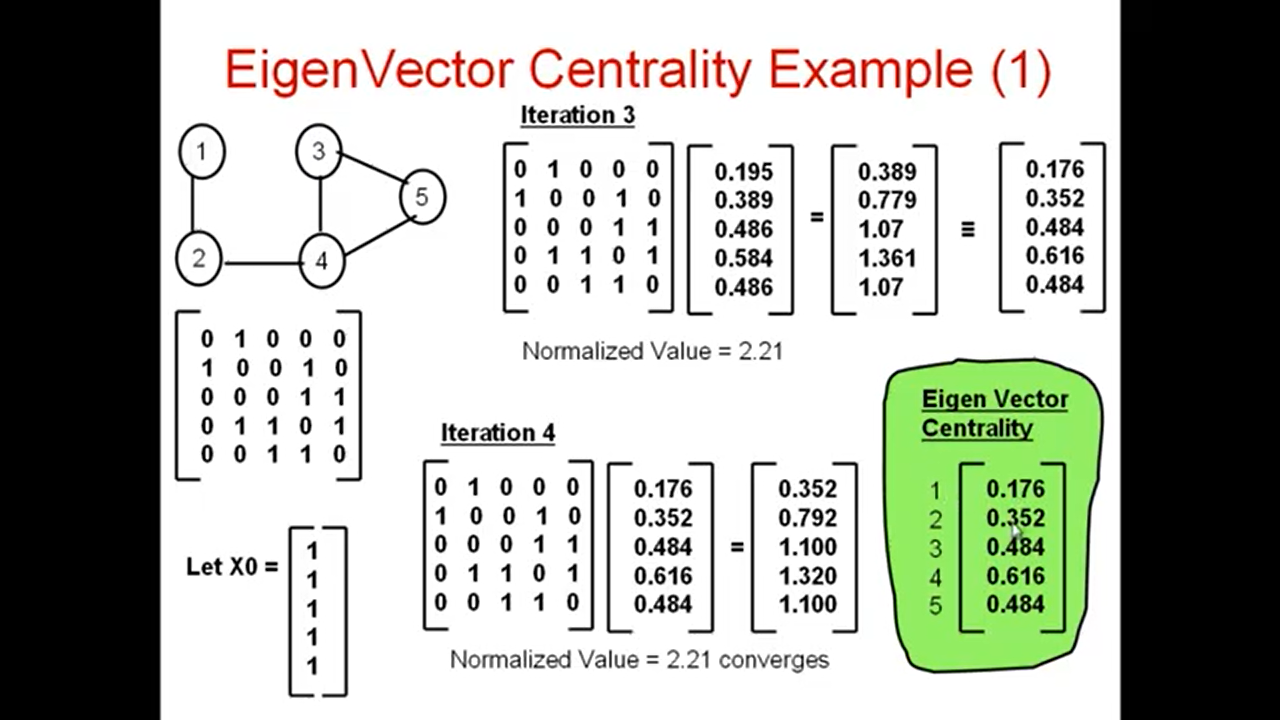 EigenVector Centrality Example (1)
1
3
5
2
4
0 1 0 0 0
1 0 0 1 0
0 0 0 1 1
0 1 1 0 1
0 0 1 1 0
Let X0 =
1
1
1
1
1
Iteration 3
0 1 0 0 0 0.195 0.389 0.176
1 0 0 1 0 0.389 0.779 0.352
0 0 0 1 1 0.486 = 1.07 ≡ 0.484
0 1 1 0 1 0.584 1.361 0.616
0 0 1 1 0 0.486 1.07 0.484
Normalized Value = 2.21
Iteration 4
0 1 0 0 0 0.176 0.352
1 0 0 1 0 0.352 0.792
0 0 0 1 1 0.484 = 1.100
0 1 1 0 1 0.616 1.320
0 0 1 1 0 0.484 1.100
Normalized Value = 2.21 converges
Eigen Vector
Centrality
1 0.176
2 0.352
3 0.484
4 0.616
5 0.484